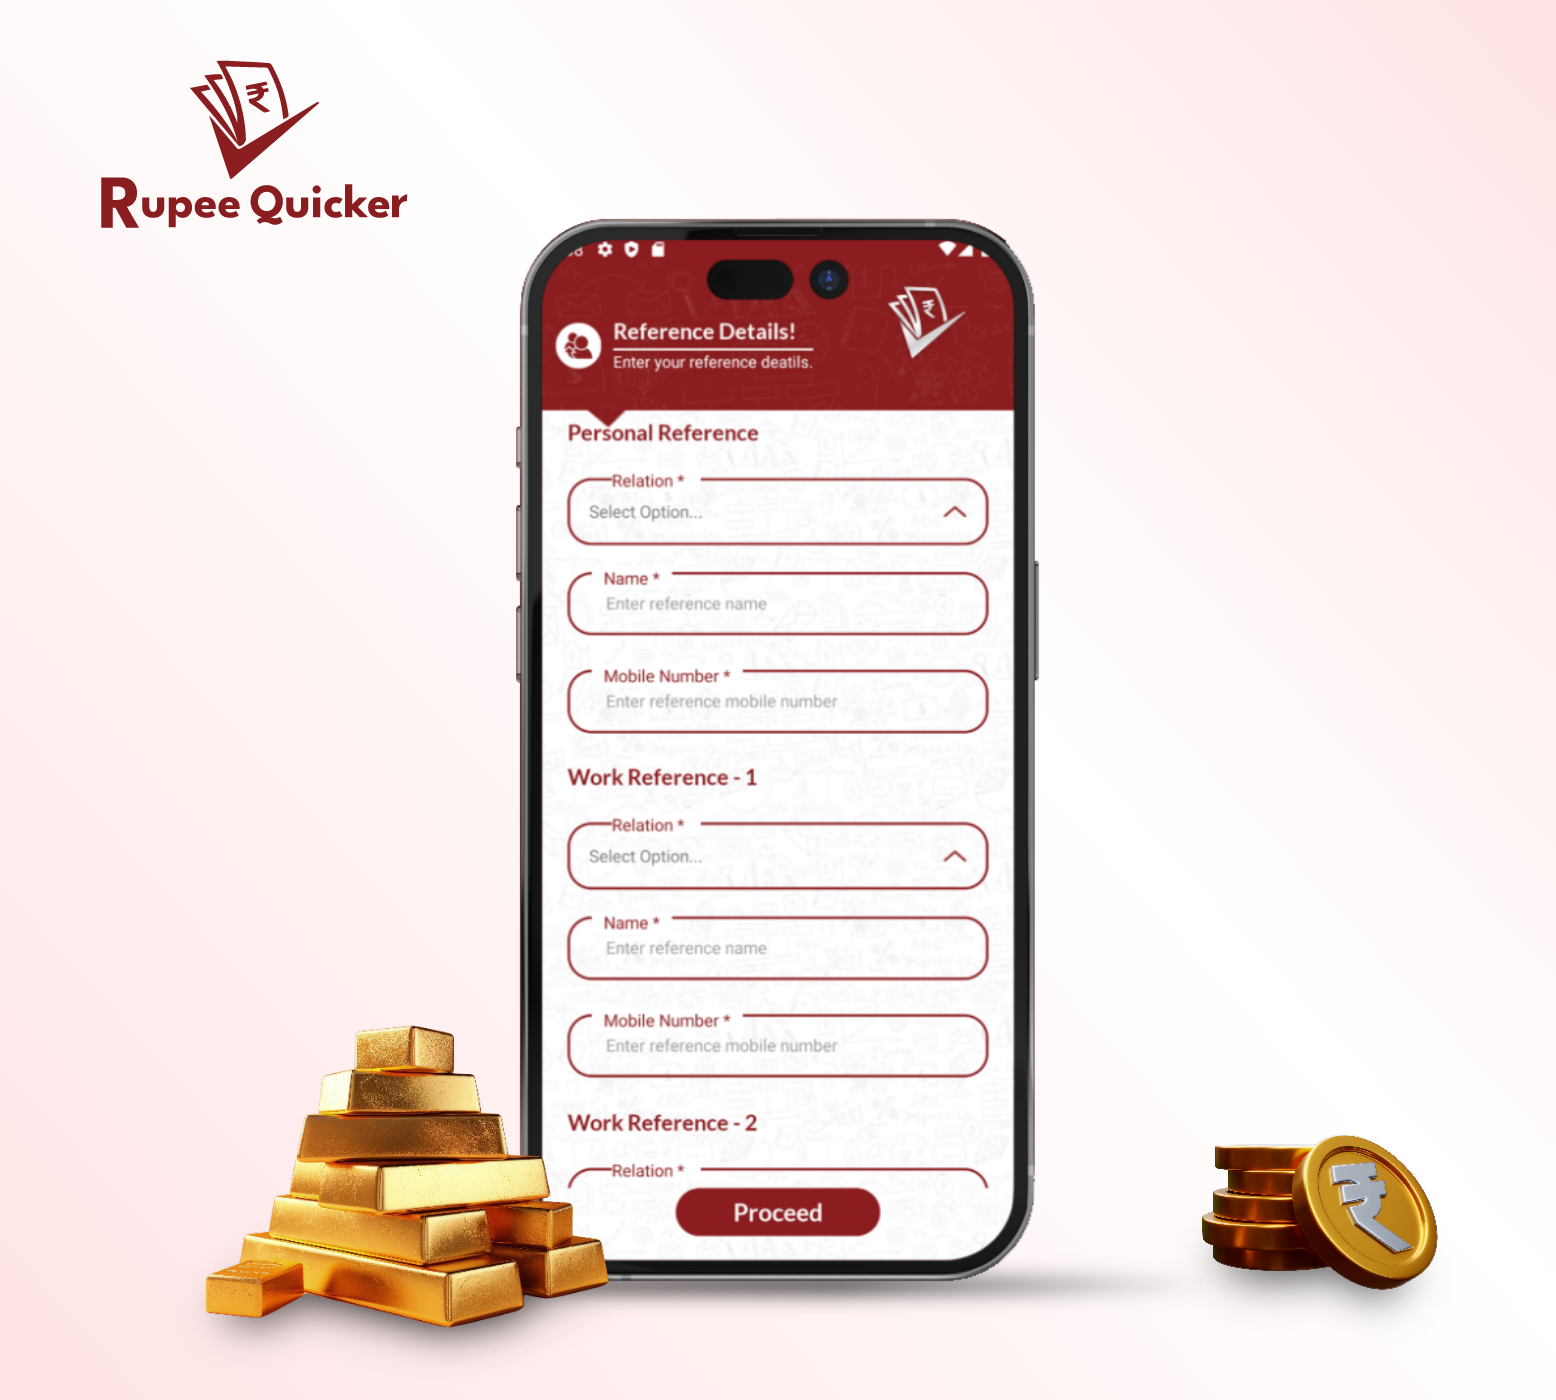 ₹
Rupee Quicker
₹
Reference Details!
Enter your reference deatils.
Personal Reference
Relation *
Select Option...
Name *
Enter reference name
Mobile Number *
Enter reference mobile number
Work Reference - 1
Relation *
Select Option...
Name *
Enter reference name
Mobile Number *
Enter reference mobile number
Work Reference - 2
Relation *
Proceed
₹